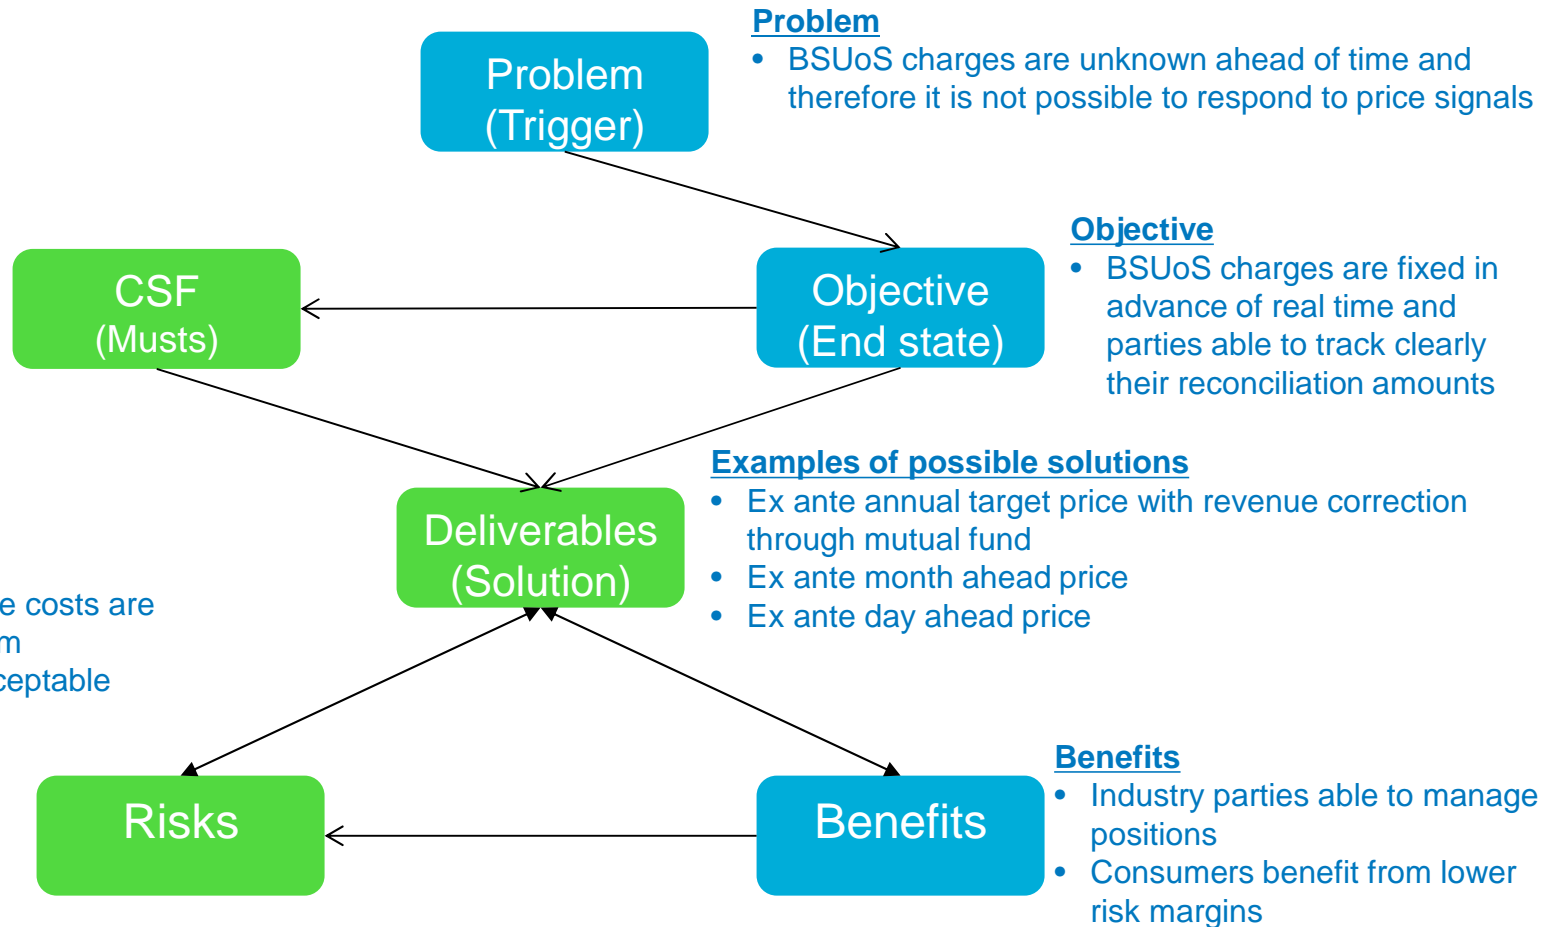 Problem
• BSUoS charges are unknown ahead of time and
therefore it is not possible to respond to price signals
Problem
(Trigger)
Objective
• BSUoS charges are fixed in
advance of real time and
parties able to track clearly
their reconciliation amounts
CSF
(Musts)
Objective
(End state)
Examples of possible solutions
• Ex ante annual target price with revenue correction
through mutual fund
• Ex ante month ahead price
• Ex ante day ahead price
Deliverables
(Solution)
costs are
Risks
Benefits
Benefits
• Industry parties able to manage
positions
• Consumers benefit from lower
risk margins